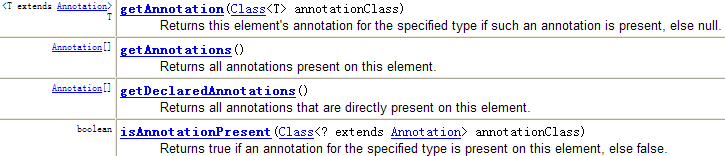 <T extends Annotation> getAnnotation(Class<T> annotationClass)
T
Returns this element's annotation for the specified type if such an annotation is present, else null.
Annotation[] getAnnotations()
Returns all annotations present on this element.
Annotation[] getDeclaredAnnotations()
Returns all annotations that are directly present on this element.
boolean isAnnotationPresent(Class<? extends Annotation> annotationClass)
Returns true if an annotation for the specified type is present on this element, else false.